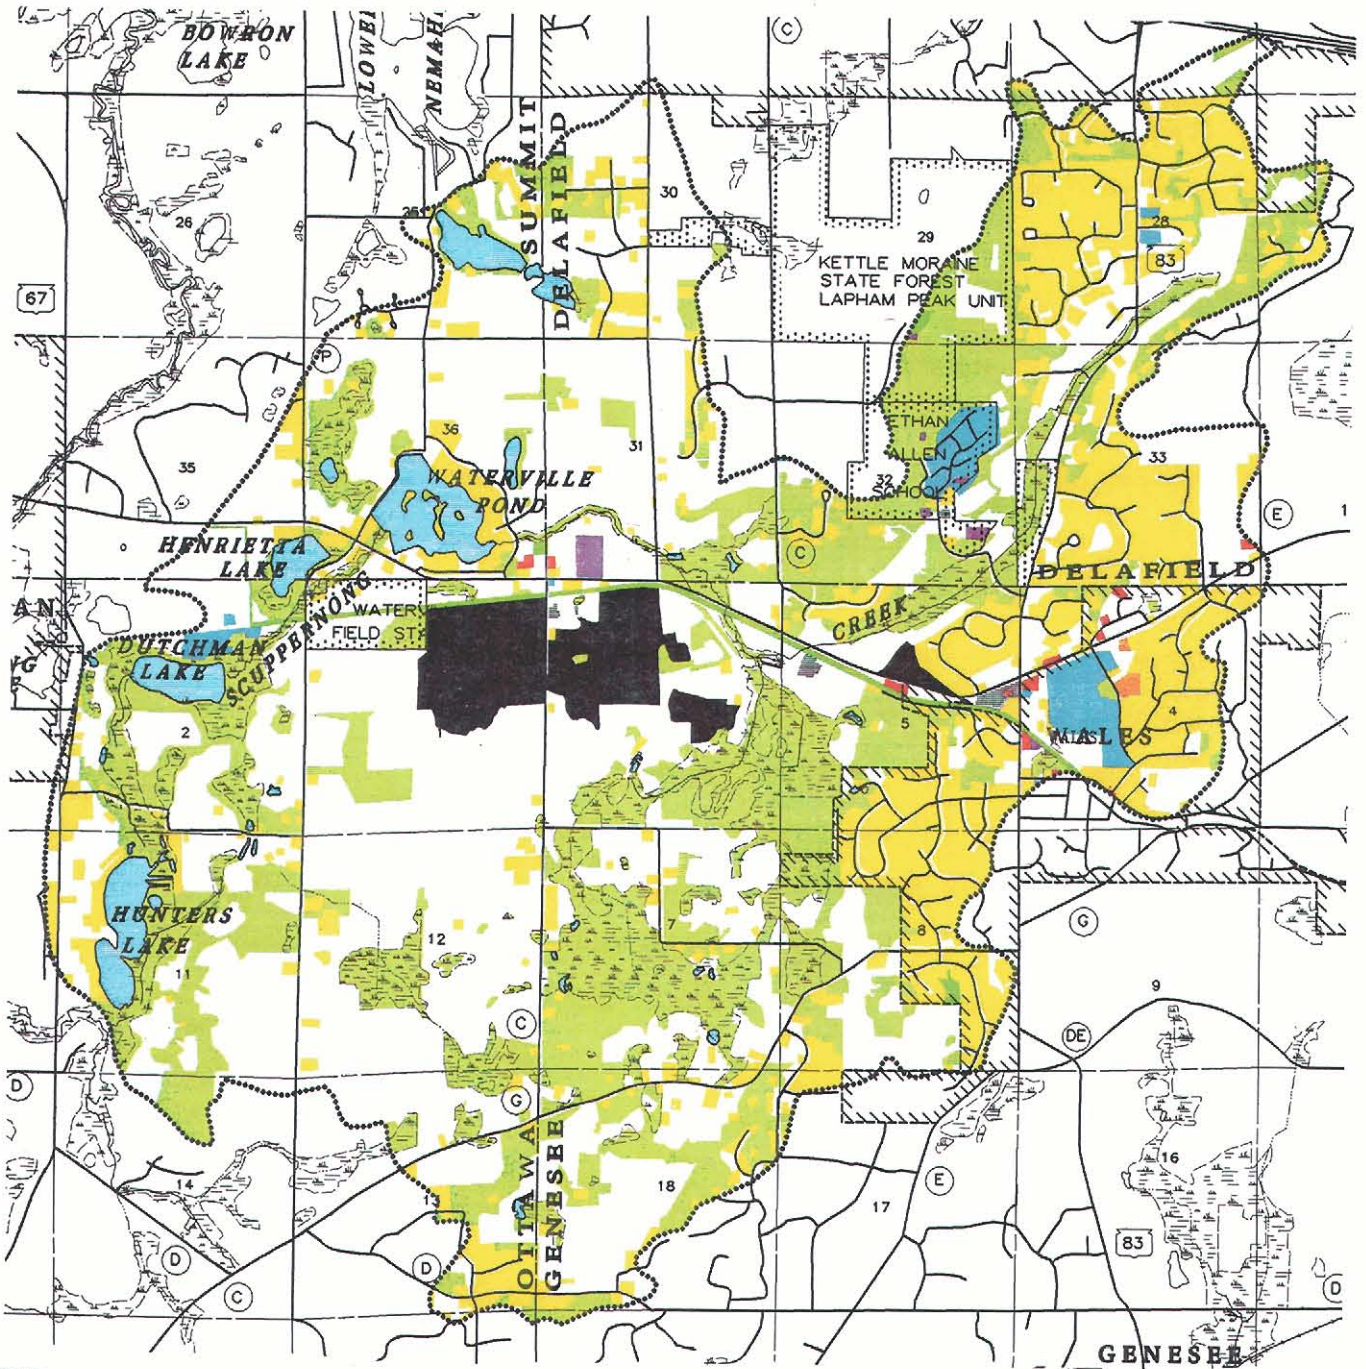 BOWRON
LAKE
C
SUMMIT
DELAFIELD
30
26
29
28
KETTLE MORAINE
STATE FOREST
LAPHAM PEAK UNIT
83
67
P
36
31
ETHAN
ALLEN
32
SCHOOL
33
35
WATERVILLE
POND
E
1
HENRIETTA
LAKE
C
DELAFIELD
AN
WATER
FIELD ST
CREEK
DUTCHMAN
LAKE
SCUPPERNONG
5
4
WALES
2
HUNTERS
LAKE
12
7
8
G
11
9
C
DE
D
G
OTTAWA
GENESEE
14
13
18
16
E
17
D
D
83
C
D
GENESEE